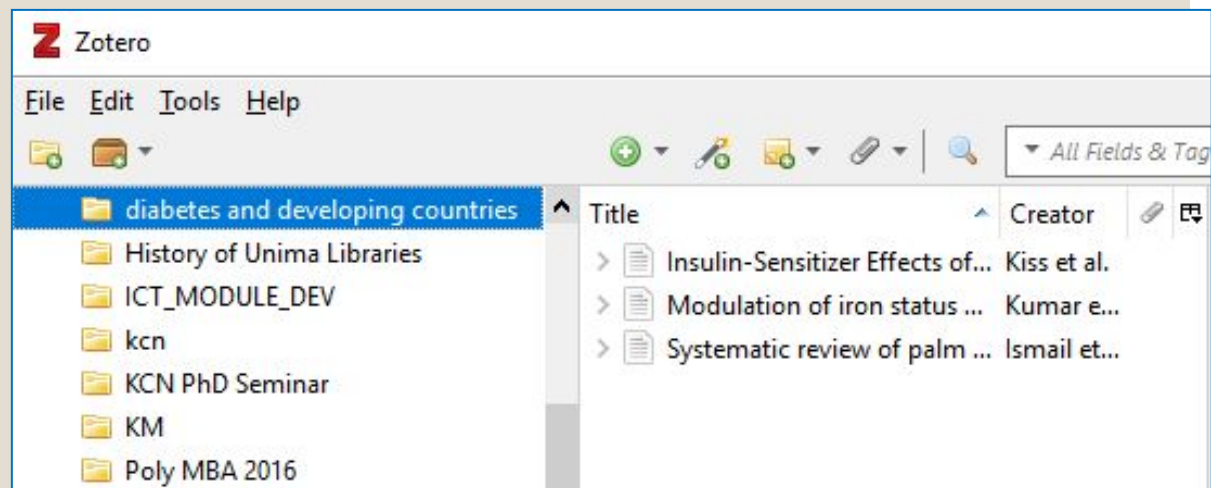 Zotero
File Edit Tools Help
All Fields & Tag
diabetes and developing countries
History of Unima Libraries
ICT_MODULE_DEV
kcn
KCN PhD Seminar
KM
Poly MBA 2016
Title Creator
Insulin-Sensitizer Effects of... Kiss et al.
Modulation of iron status ... Kumar e...
Systematic review of palm ... Ismail et...